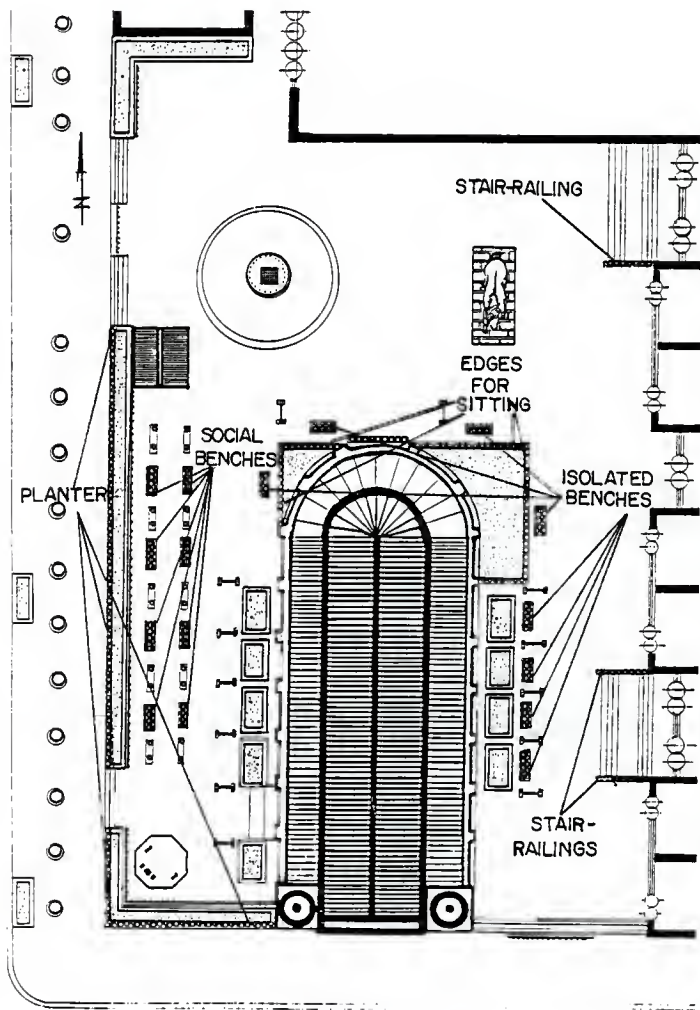 N
STAIR-RAILING
EDGES
FOR
SITTING
SOCIAL
BENCHES
ISOLATED
BENCHES
PLANTER
STAIR-
RAILINGS